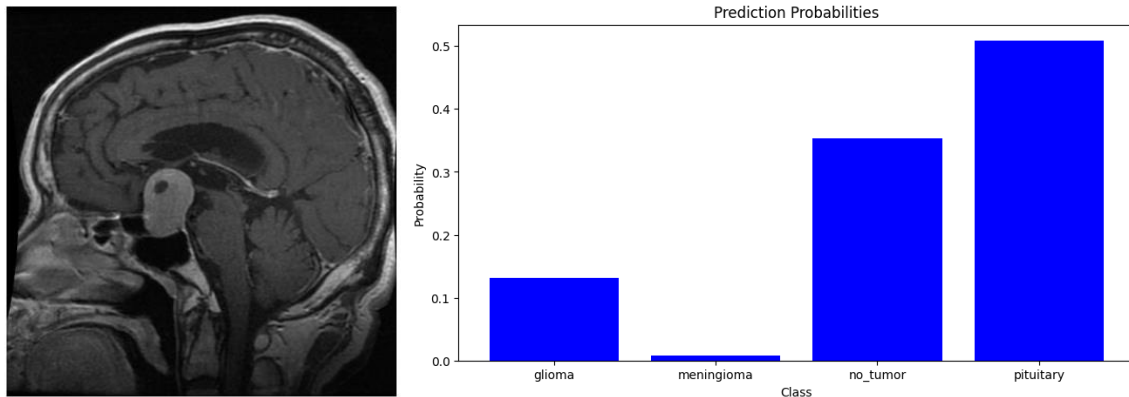 Prediction Probabilities
0.5
0.4
0.3
0.2
0.1
0.0
Probability
glioma meningioma no_tumor pituitary
Class